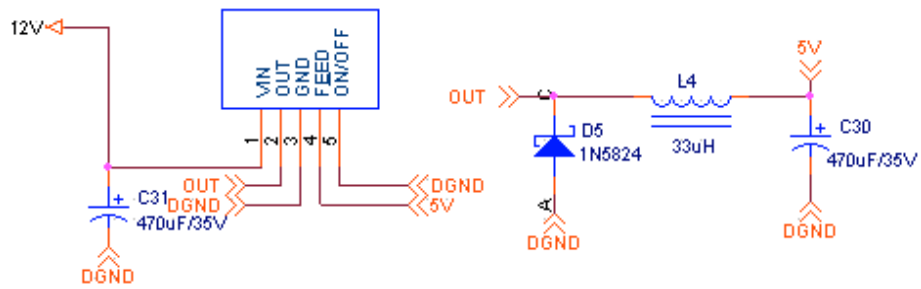 12V
VIN
OUT
GND
FEED
ON/OFF
1
2
3
4
5
OUT
DGND
DGND
5V
C31
470uF/35V
DGND
OUT
C
D5
1N5824
A
DGND
L4
33uH
5V
C30
470uF/35V
DGND